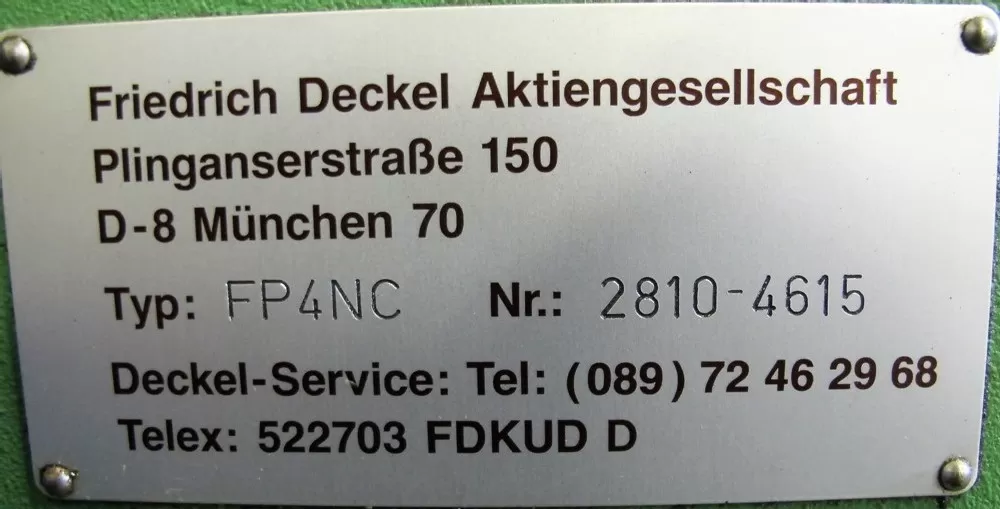 Friedrich Deckel Aktiengesellschaft
Plinganserstraße 150
D-8 München 70
Typ: FP4NC Nr.: 2810-4615
Deckel-Service: Tel: (089) 72 46 29 68
Telex: 522703 FDKUD D